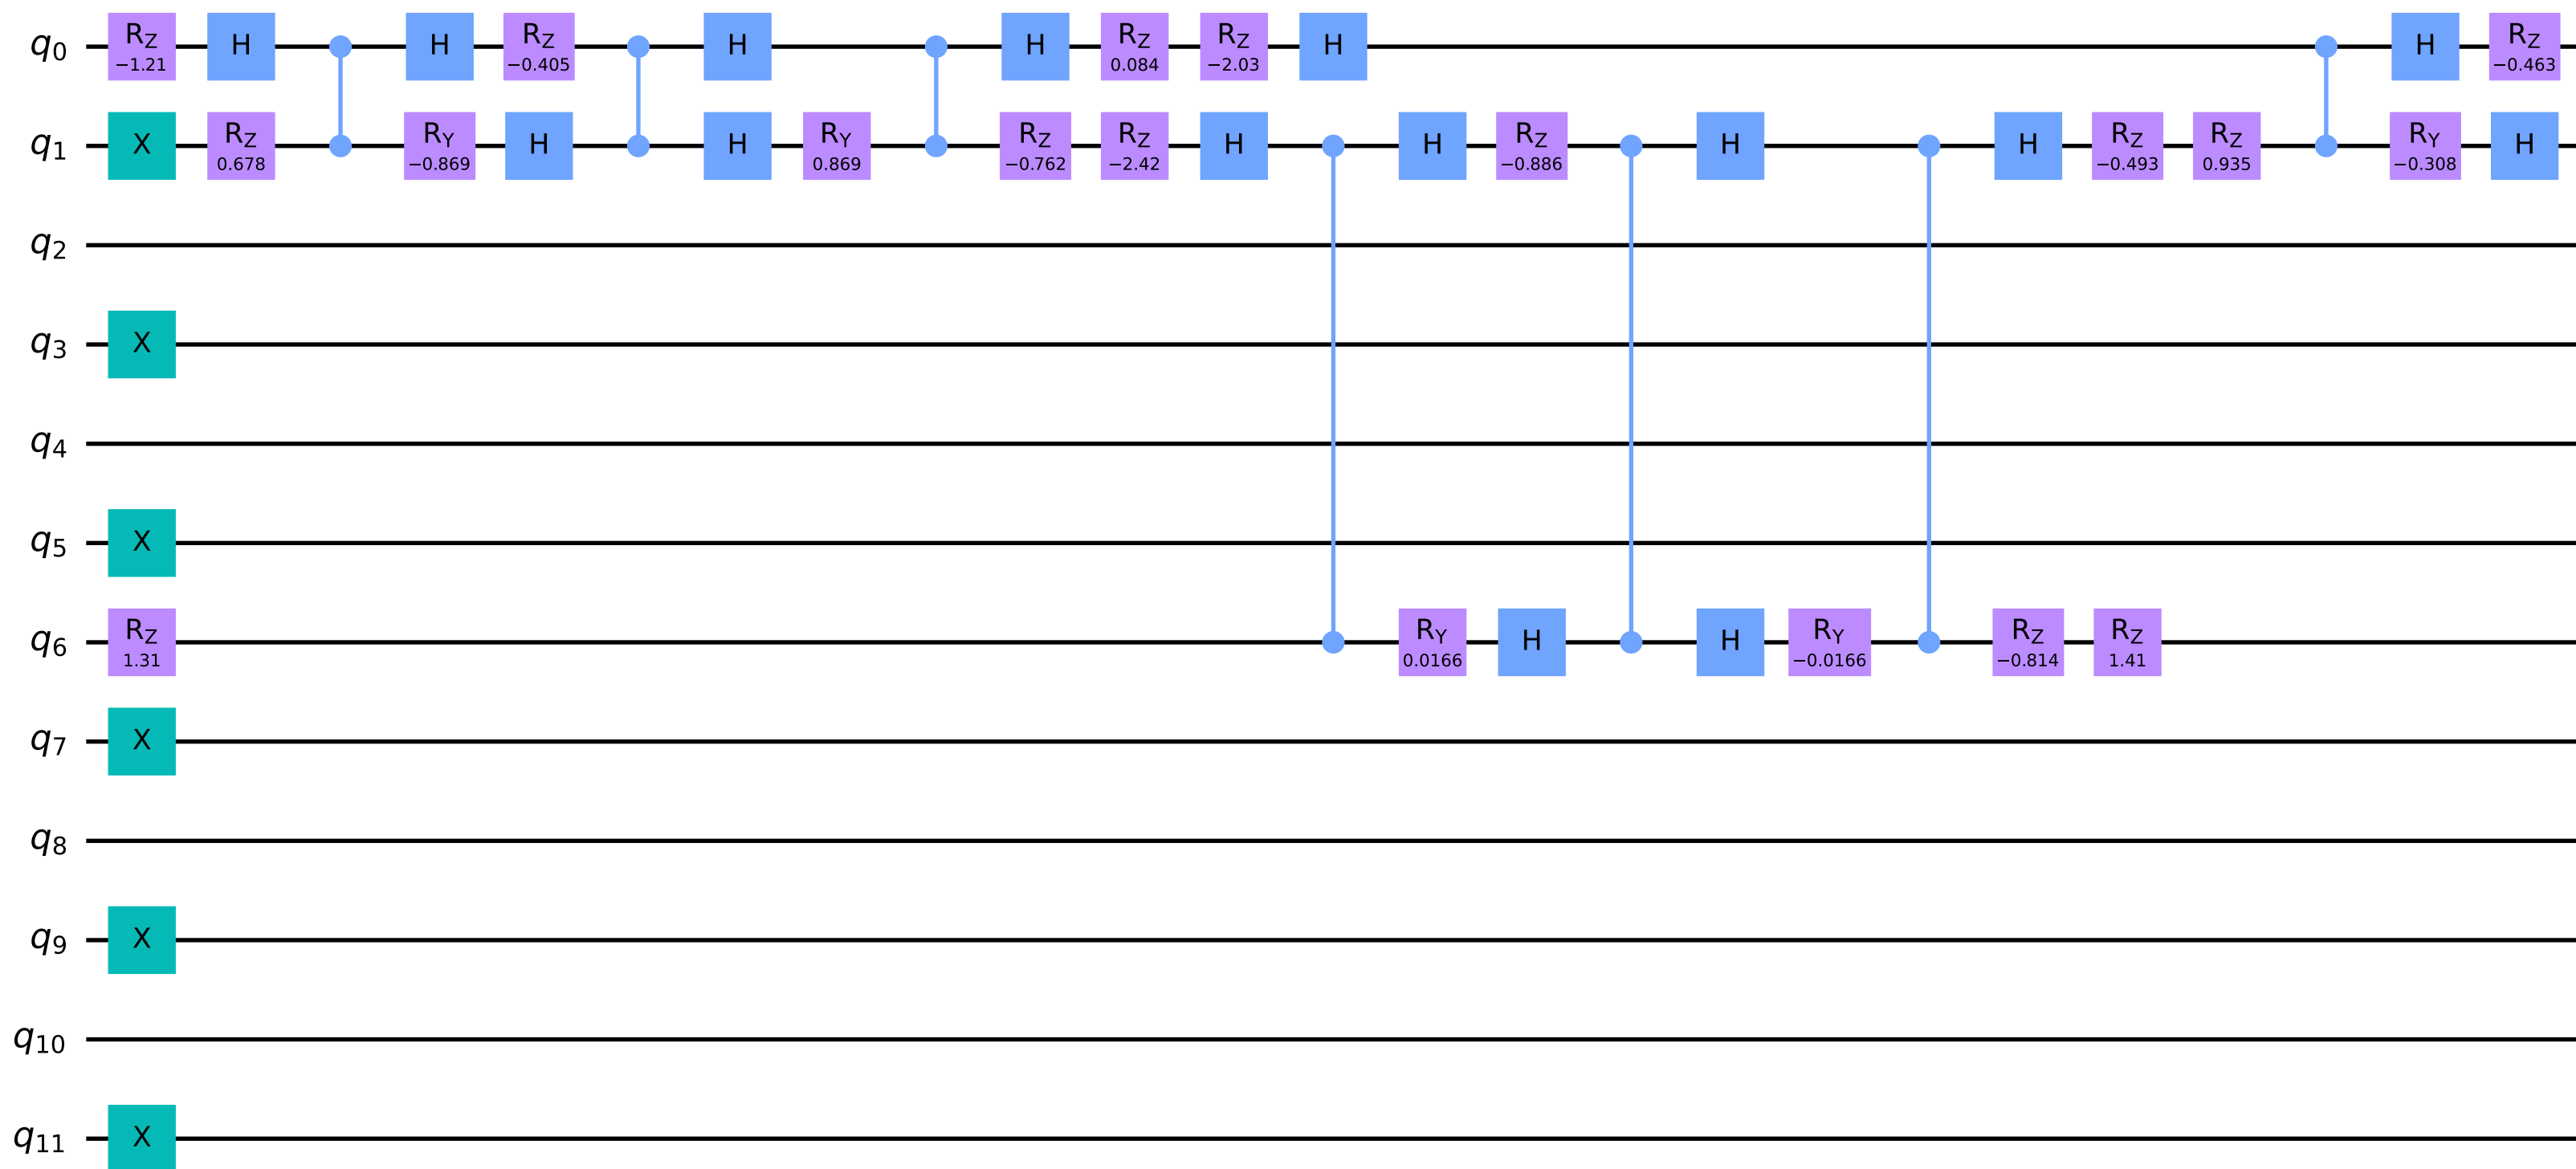 q0 RZ −1.21 H H RZ −0.405 H H RZ 0.084 RZ −2.03 H H RZ −0.463
q1 X RZ 0.678 RY −0.869 H H RY 0.869 RZ −0.762 RZ −2.42 H H RZ −0.886 H H RZ −0.493 RZ 0.935 RY −0.308 H
q2
q3 X
q4
q5 X
q6 RZ 1.31 RY 0.0166 H H RY −0.0166 RZ −0.814 RZ 1.41
q7 X
q8
q9 X
q10
q11 X